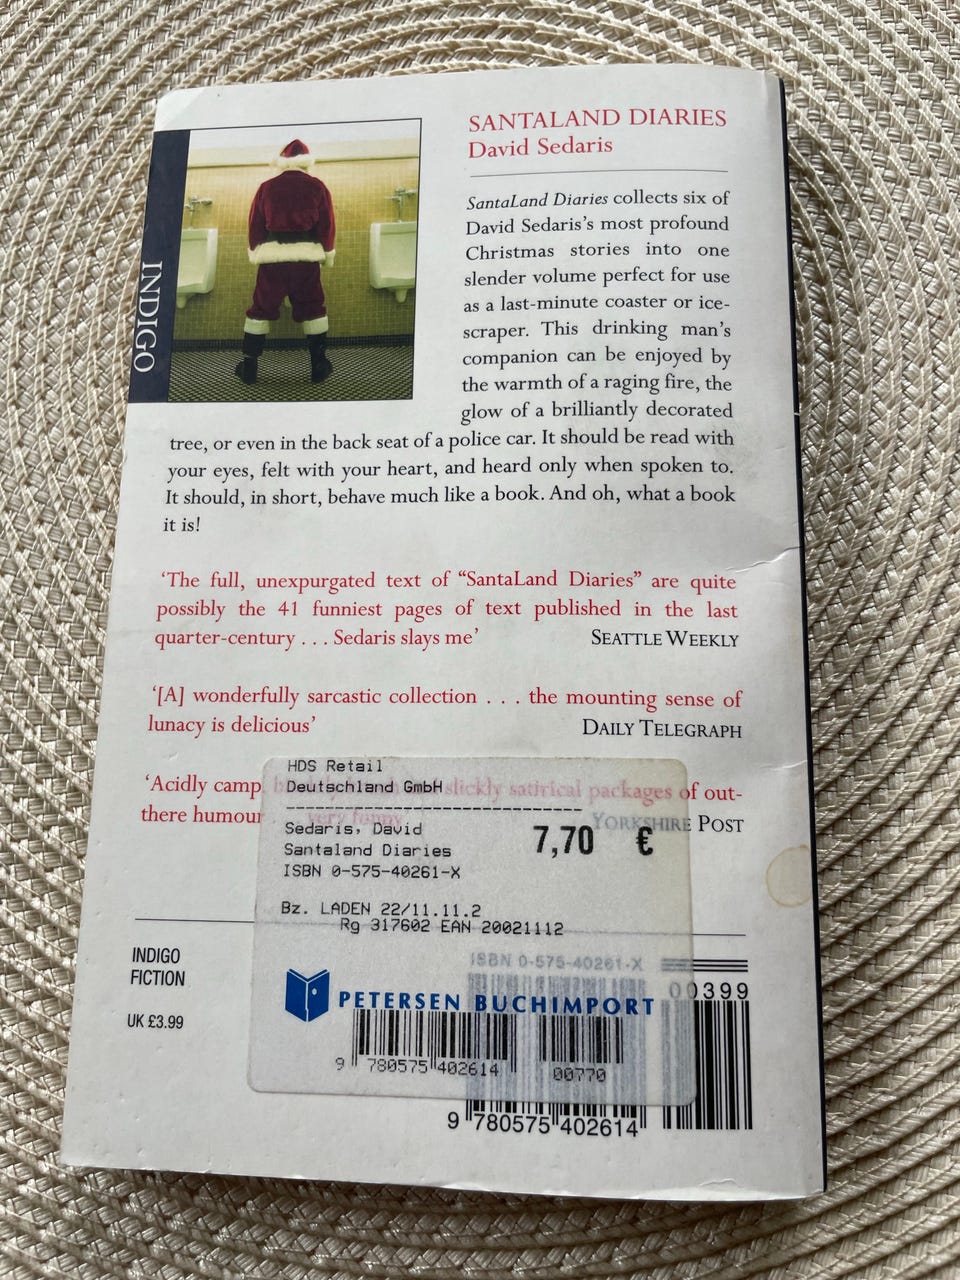 INDIGO
SANTALAND DIARIES
David Sedaris
SantaLand Diaries collects six of
David Sedaris's most profound
Christmas stories into one
slender volume perfect for use
as a last-minute coaster or ice-
scraper. This drinking man's
companion can be enjoyed by
the warmth of a raging fire, the
glow of a brilliantly decorated
tree, or even in the back seat of a police car. It should be read with
your eyes, felt with your heart, and heard only when spoken to.
It should, in short, behave much like a book. And oh, what a book
it is!
'The full, unexpurgated text of "SantaLand Diaries" are quite
possibly the 41 funniest pages of text published in the last
quarter-century . . . Sedaris slays me' SEATTLE WEEKLY
'[A] wonderfully sarcastic collection . . . the mounting sense of
lunacy is delicious' DAILY TELEGRAPH
'Acidly camp, slickly satirical packages of out-
there humour very funny YORKSHIRE POST
HDS Retail
Deutschland GmbH
Sedaris, David
Santaland Diaries
ISBN 0-575-40261-X
7,70 €
Bz. LADEN 22/11.11.2
Rg 317602 EAN 20021112
PETERSEN BUCHIMPORT
9 780575 402614
00770
INDIGO
FICTION
UK £3.99
ISBN 0-575-40261-X
00399
9 780575 402614